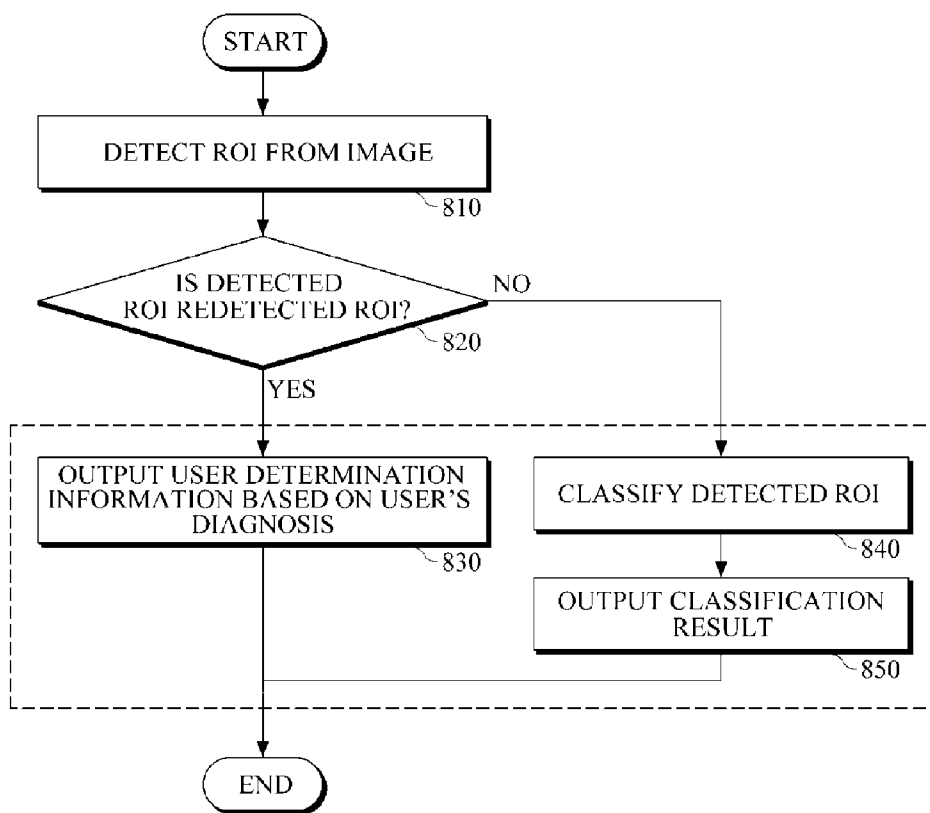 START
DETECT ROI FROM IMAGE
810
IS DETECTED
ROI REDETECTED ROI?
820
NO
YES
OUTPUT USER DETERMINATION
INFORMATION BASED ON USER'S
DIAGNOSIS
830
CLASSIFY DETECTED ROI
840
OUTPUT CLASSIFICATION
RESULT
850
END